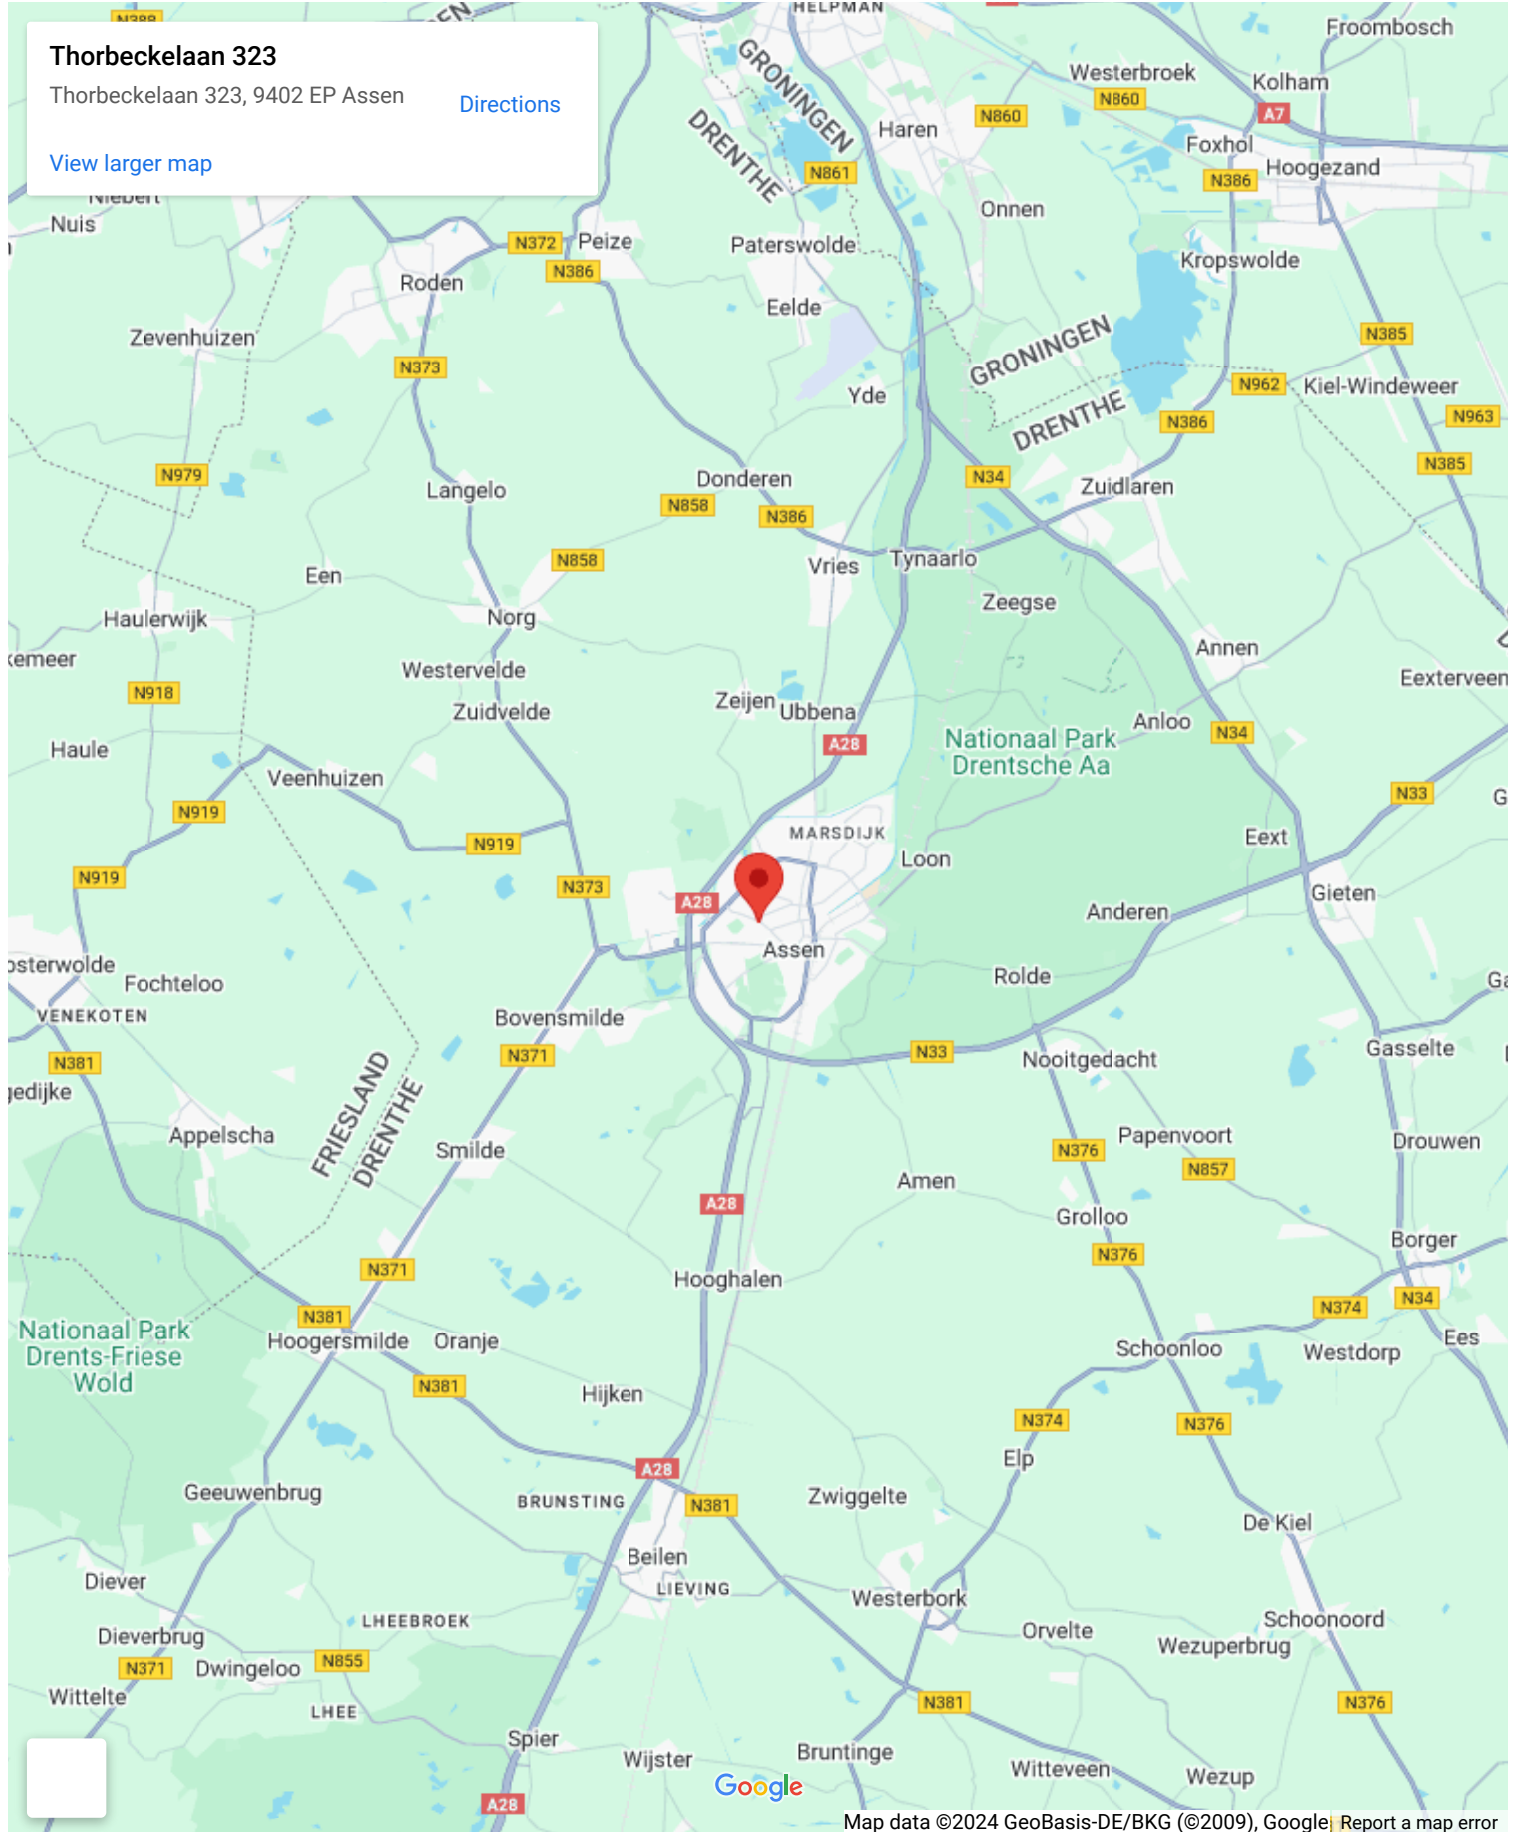 Thorbeckelaan 323
Thorbeckelaan 323, 9402 EP Assen
Directions
View larger map
N388
HELPMAN
Froombosch
GRONINGEN
DRENTHE
Westerbroek
N860
Kolham
A7
Haren
N860
Foxhol
Hoogezand
N861
N386
Niebert
Nuis
Onnen
N372
Peize
N386
Paterswolde
Kropswolde
Roden
Eelde
Zevenhuizen
N373
GRONINGEN
DRENTHE
N385
Yde
N962
Kiel-Windeweer
N386
N963
N979
Langelo
Donderen
N858
N386
N34
Zuidlaren
N385
Een
N858
Vries
Tynaarlo
Haulerwijk
Norg
Zeegse
kemeer
Westervelde
Annen
Eexterveen
N918
Zuidvelde
Zeijen
Ubbena
Anloo
N34
Haule
A28
Nationaal Park
Drentsche Aa
Veenhuizen
N919
N33
G
N919
MARSDIJK
Loon
Eext
N919
N373
A28
Gieten
Anderen
Assen
osterwolde
Fochteloo
Rolde
Ga
VENEKOTEN
Bovensmilde
N381
N371
N33
Nooitgedacht
Gasselte
gedijke
FRIESLAND
DRENTHE
Appelscha
Smilde
N376
Papenvoort
Drouwen
N857
Amen
A28
Grolloo
Borger
N371
Hooghalen
N376
N374
N34
N381
Nationaal Park
Drents-Friese
Wold
Hoogersmilde
Oranje
Schoonloo
Westdorp
Ees
N381
Hijken
N374
N376
A28
Elp
Geeuwenbrug
BRUNSTING
N381
Zwiggelte
De Kiel
Beilen
Diever
LIEVING
Westerbork
LHEEBROEK
Orvelte
Schoonoord
Dieverbrug
Wezuperbrug
N371
Dwingeloo
N855
Wittelte
LHEE
N381
N376
Spier
Wijster
Bruntinge
Witteveen
Wezup
Google
A28
Map data ©2024 GeoBasis-DE/BKG (©2009), Google
Report a map error